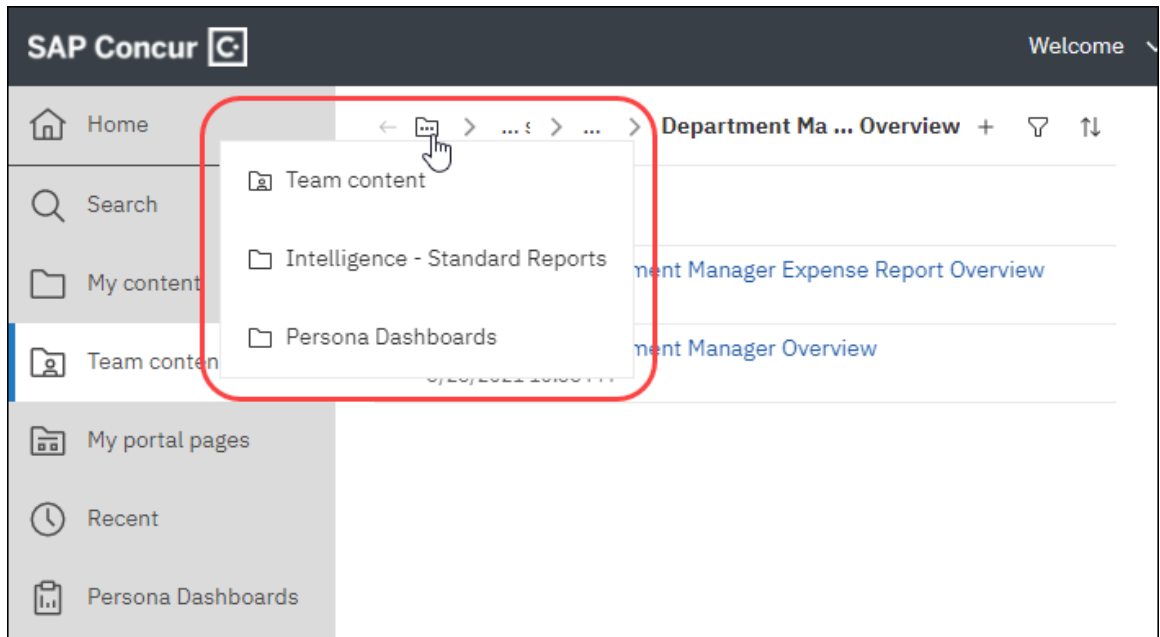 SAP Concur C
Welcome
Home
... s ... Department Ma ... Overview +
Team content
Search
Intelligence - Standard Reports
My content
ment Manager Expense Report Overview
Persona Dashboards
Team conten
ment Manager Overview
My portal pages
Recent
Persona Dashboards